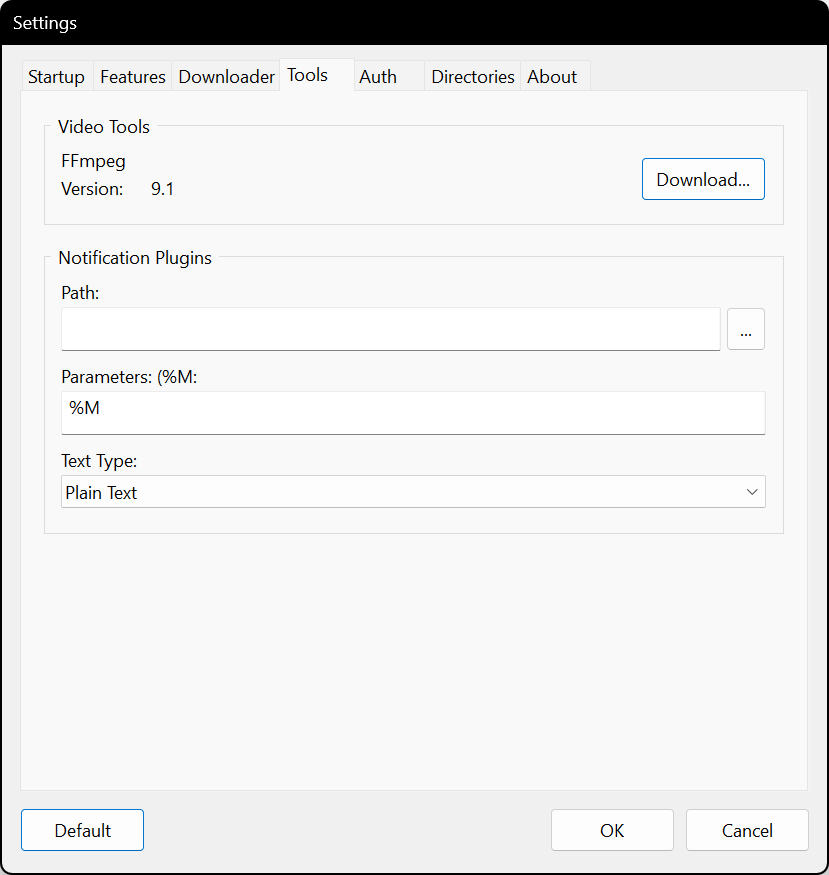 Settings
Startup Features Downloader Tools Auth Directories About
Video Tools
FFmpeg
Version: 9.1
Download...
Notification Plugins
Path:
...
Parameters: (%M:
%M
Text Type:
Plain Text
Default OK Cancel